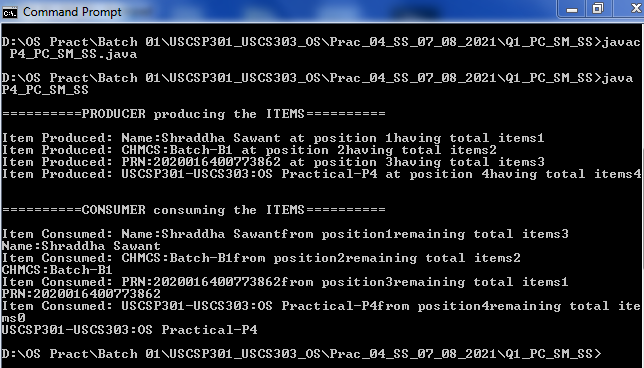 Command Prompt
D:\OS Pract\Batch 01\USCSP301_USCS303_OS\Prac_04_SS_07_08_2021\Q1_PC_SM_SS>javac
P4_PC_SM_SS.java
D:\OS Pract\Batch 01\USCSP301_USCS303_OS\Prac_04_SS_07_08_2021\Q1_PC_SM_SS>java
P4_PC_SM_SS
==========PRODUCER producing the ITEMS==========
Item Produced: Name:Shraddha Sawant at position 1having total items1
Item Produced: CHMCS:Batch-B1 at position 2having total items2
Item Produced: PRN:2020016400773862 at position 3having total items3
Item Produced: USCSP301-USCS303:OS Practical-P4 at position 4having total items4
==========CONSUMER consuming the ITEMS==========
Item Consumed: Name:Shraddha Sawantfrom position1remaining total items3
Name:Shraddha Sawant
Item Consumed: CHMCS:Batch-B1from position2remaining total items2
CHMCS:Batch-B1
Item Consumed: PRN:2020016400773862from position3remaining total items1
PRN:2020016400773862
Item Consumed: USCSP301-USCS303:OS Practical-P4from position4remaining total ite
ms0
USCSP301-USCS303:OS Practical-P4
D:\OS Pract\Batch 01\USCSP301_USCS303_OS\Prac_04_SS_07_08_2021\Q1_PC_SM_SS>